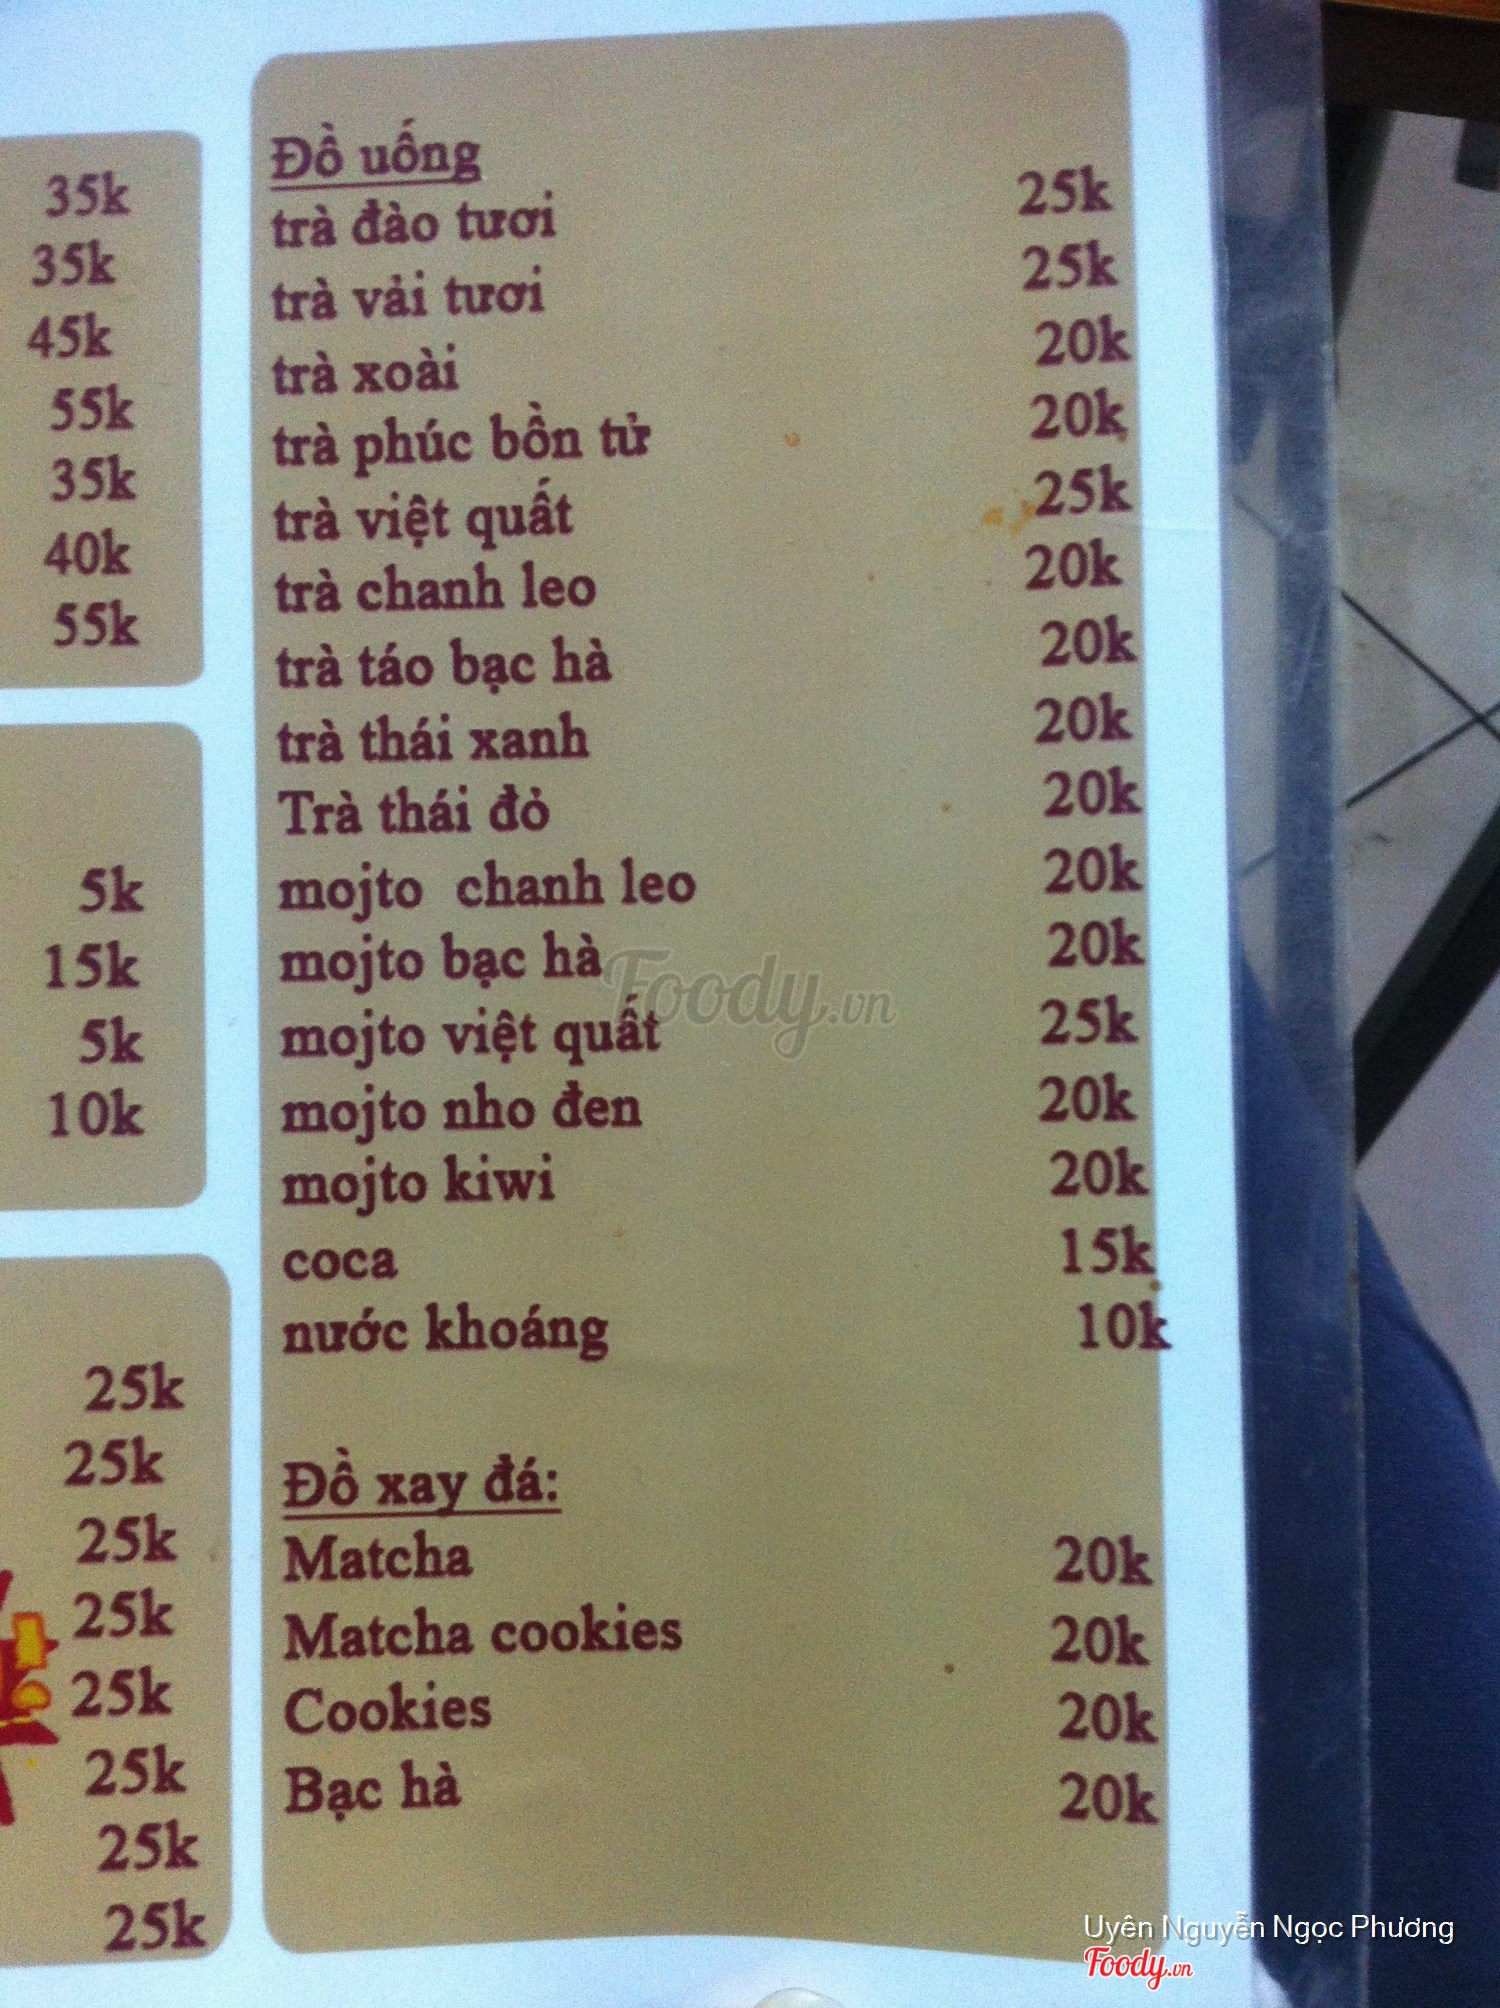 35k
35k
45k
55k
35k
40k
55k
5k
15k
5k
10k
25k
25k
25k
25k
25k
25k
25k
25k
Đồ uống
trà đào tươi 25k
trà vải tươi 25k
trà xoài 20k
trà phúc bồn tử 20k
trà việt quất 25k
trà chanh leo 20k
trà táo bạc hà 20k
trà thái xanh 20k
Trà thái đỏ 20k
mojto chanh leo 20k
mojto bạc hà 20k
mojto việt quất 25k
mojto nho đen 20k
mojto kiwi 20k
coca 15k
nước khoáng 10k
Đồ xay đá:
Matcha 20k
Matcha cookies 20k
Cookies 20k
Bạc hà 20k
Foody.vn
Uyên Nguyễn Ngọc Phương
Foody.vn